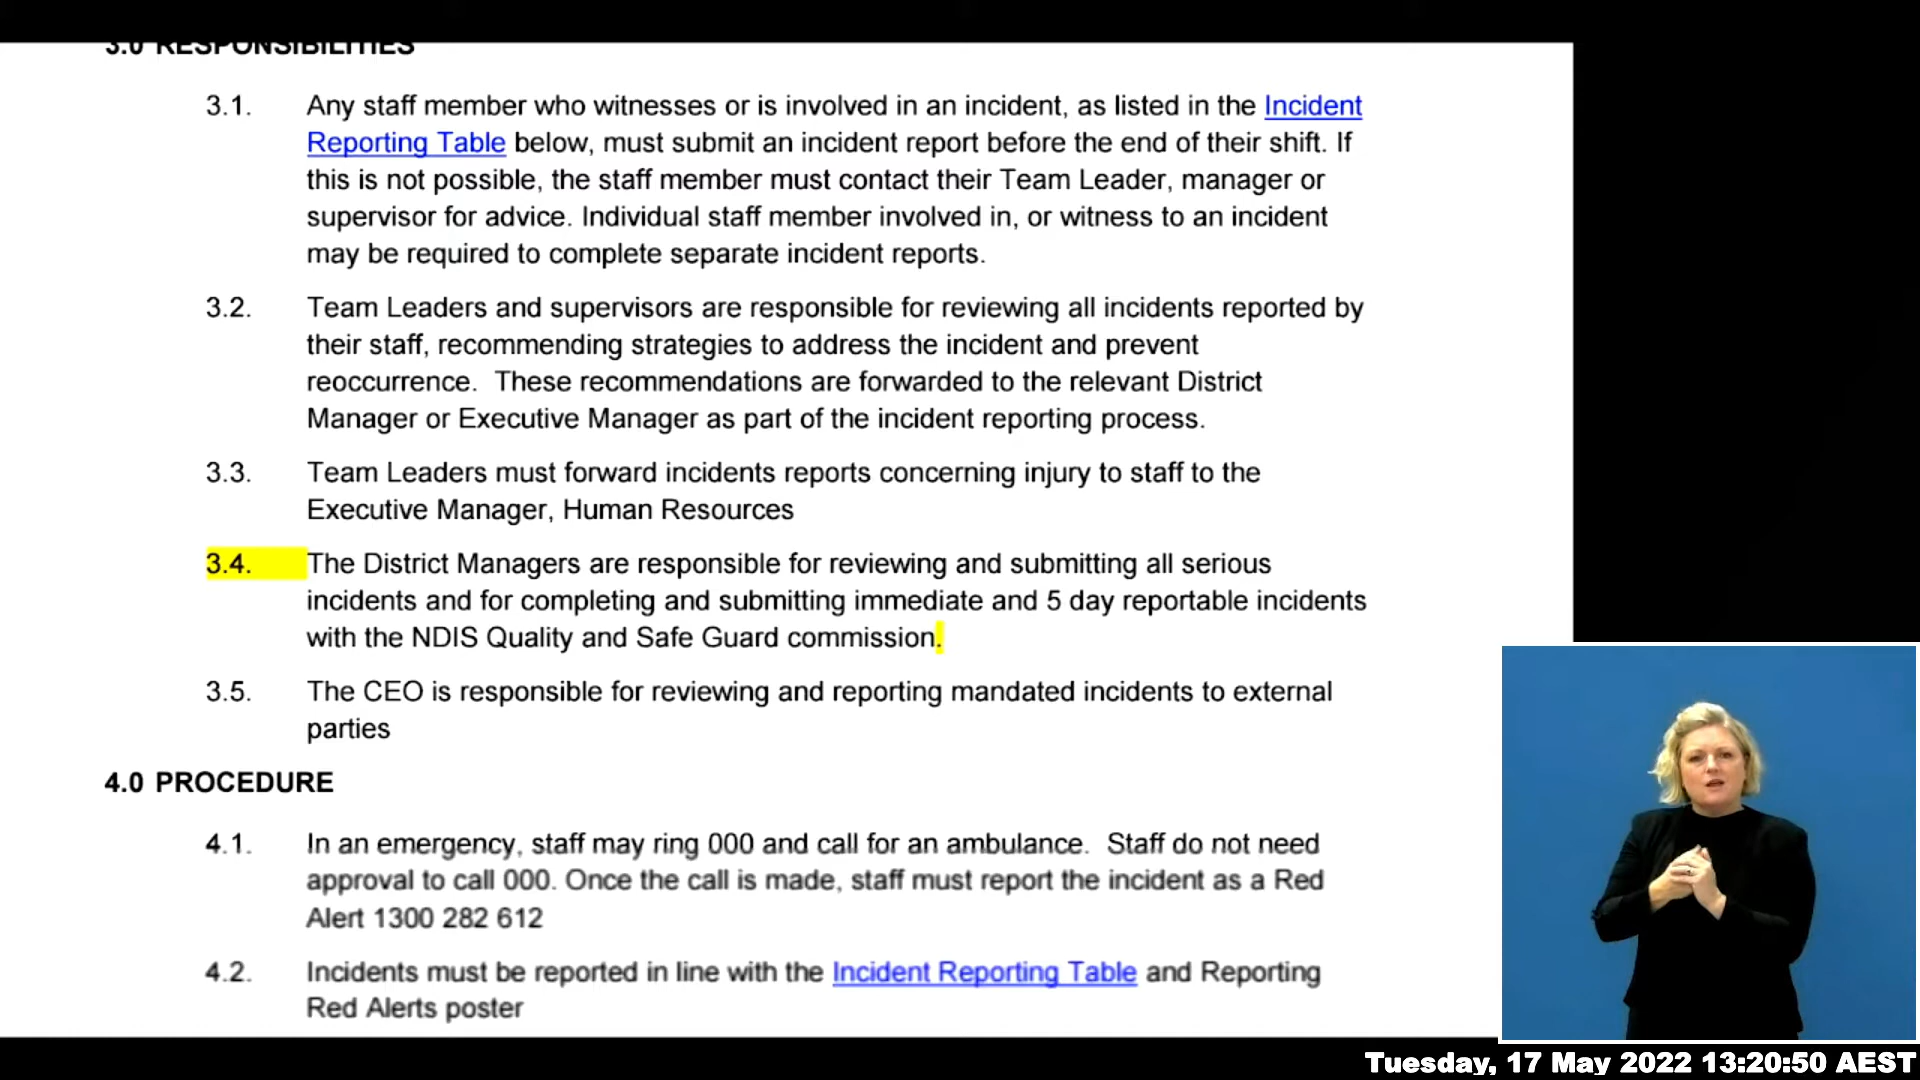 3.0 RESPONSIBILITIES
3.1. Any staff member who witnesses or is involved in an incident, as listed in the Incident
Reporting Table below, must submit an incident report before the end of their shift. If
this is not possible, the staff member must contact their Team Leader, manager or
supervisor for advice. Individual staff member involved in, or witness to an incident
may be required to complete separate incident reports.
3.2. Team Leaders and supervisors are responsible for reviewing all incidents reported by
their staff, recommending strategies to address the incident and prevent
reoccurrence.  These recommendations are forwarded to the relevant District
Manager or Executive Manager as part of the incident reporting process.
3.3. Team Leaders must forward incidents reports concerning injury to staff to the
Executive Manager, Human Resources
3.4. The District Managers are responsible for reviewing and submitting all serious
incidents and for completing and submitting immediate and 5 day reportable incidents
with the NDIS Quality and Safe Guard commission.
3.5. The CEO is responsible for reviewing and reporting mandated incidents to external
parties
4.0 PROCEDURE
4.1. In an emergency, staff may ring 000 and call for an ambulance.  Staff do not need
approval to call 000. Once the call is made, staff must report the incident as a Red
Alert 1300 282 612
4.2. Incidents must be reported in line with the Incident Reporting Table and Reporting
Red Alerts poster
Tuesday, 17 May 2022 13:20:50 AEST